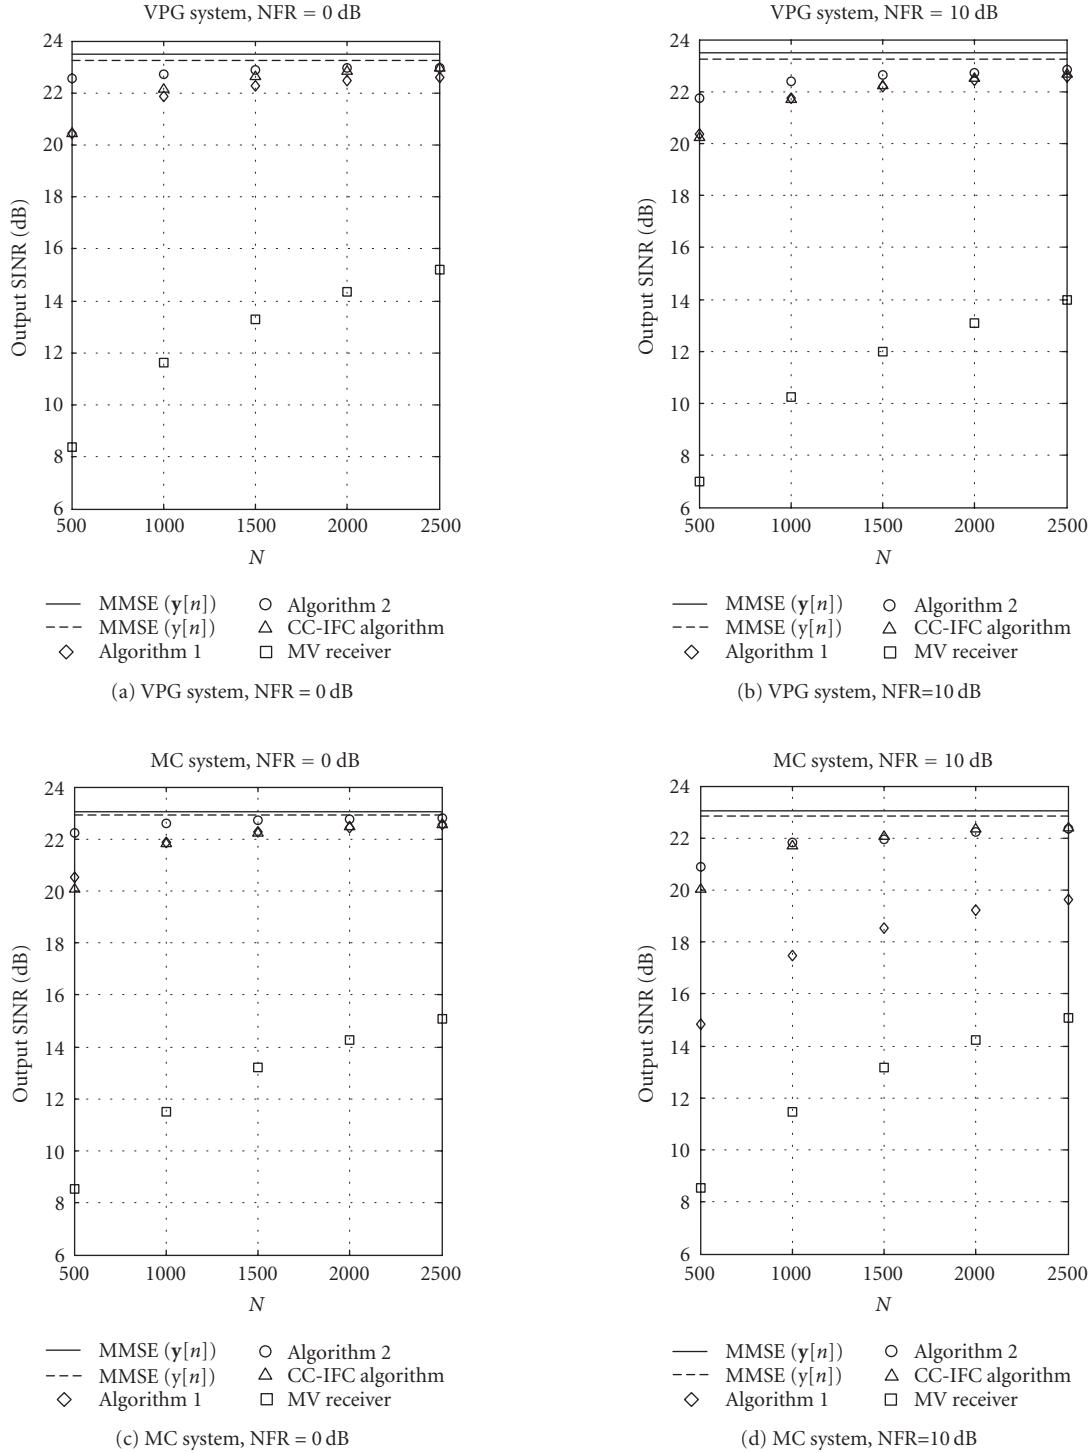 VPG system, NFR = 0 dB
24
22
20
18
16
14
12
10
8
6
Output SINR (dB)
500 1000 1500 2000 2500
N
MMSE (y[n])
MMSE (y[n])
Algorithm 1
Algorithm 2
CC-IFC algorithm
MV receiver
(a) VPG system, NFR = 0 dB
VPG system, NFR = 10 dB
24
22
20
18
16
14
12
10
8
6
Output SINR (dB)
500 1000 1500 2000 2500
N
MMSE (y[n])
MMSE (y[n])
Algorithm 1
Algorithm 2
CC-IFC algorithm
MV receiver
(b) VPG system, NFR=10 dB
MC system, NFR = 0 dB
24
22
20
18
16
14
12
10
8
6
Output SINR (dB)
500 1000 1500 2000 2500
N
MMSE (y[n])
MMSE (y[n])
Algorithm 1
Algorithm 2
CC-IFC algorithm
MV receiver
(c) MC system, NFR = 0 dB
MC system, NFR = 10 dB
24
22
20
18
16
14
12
10
8
6
Output SINR (dB)
500 1000 1500 2000 2500
N
MMSE (y[n])
MMSE (y[n])
Algorithm 1
Algorithm 2
CC-IFC algorithm
MV receiver
(d) MC system, NFR=10 dB